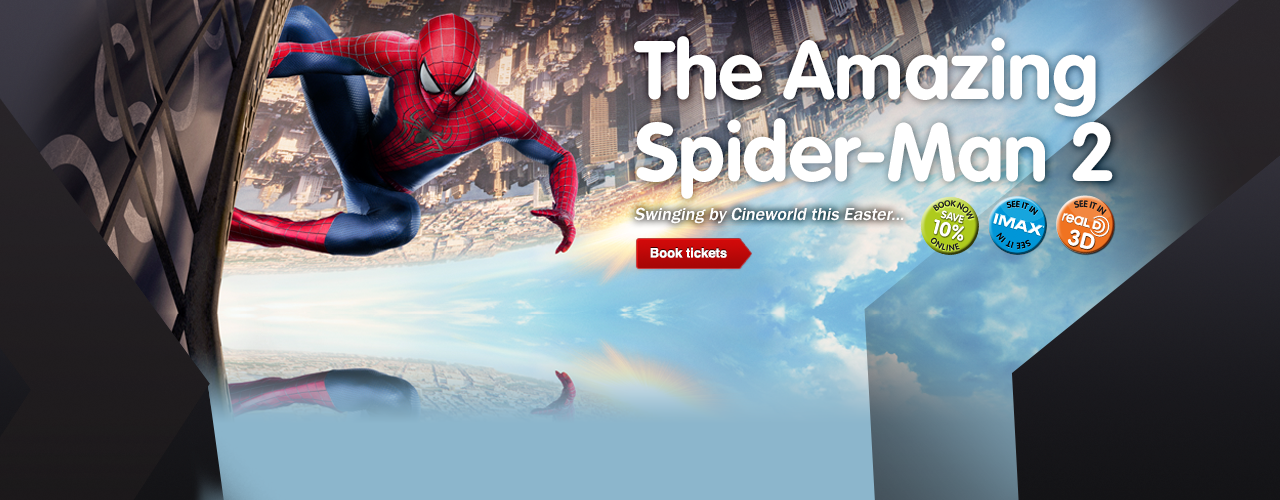 The Amazing
Spider-Man 2
Swinging by Cineworld this Easter...
BOOK NOW
SAVE
10%
ONLINE
SEE IT IN
IMAX
SEE IT IN
SEE IT IN
REAL D
3D
Book tickets